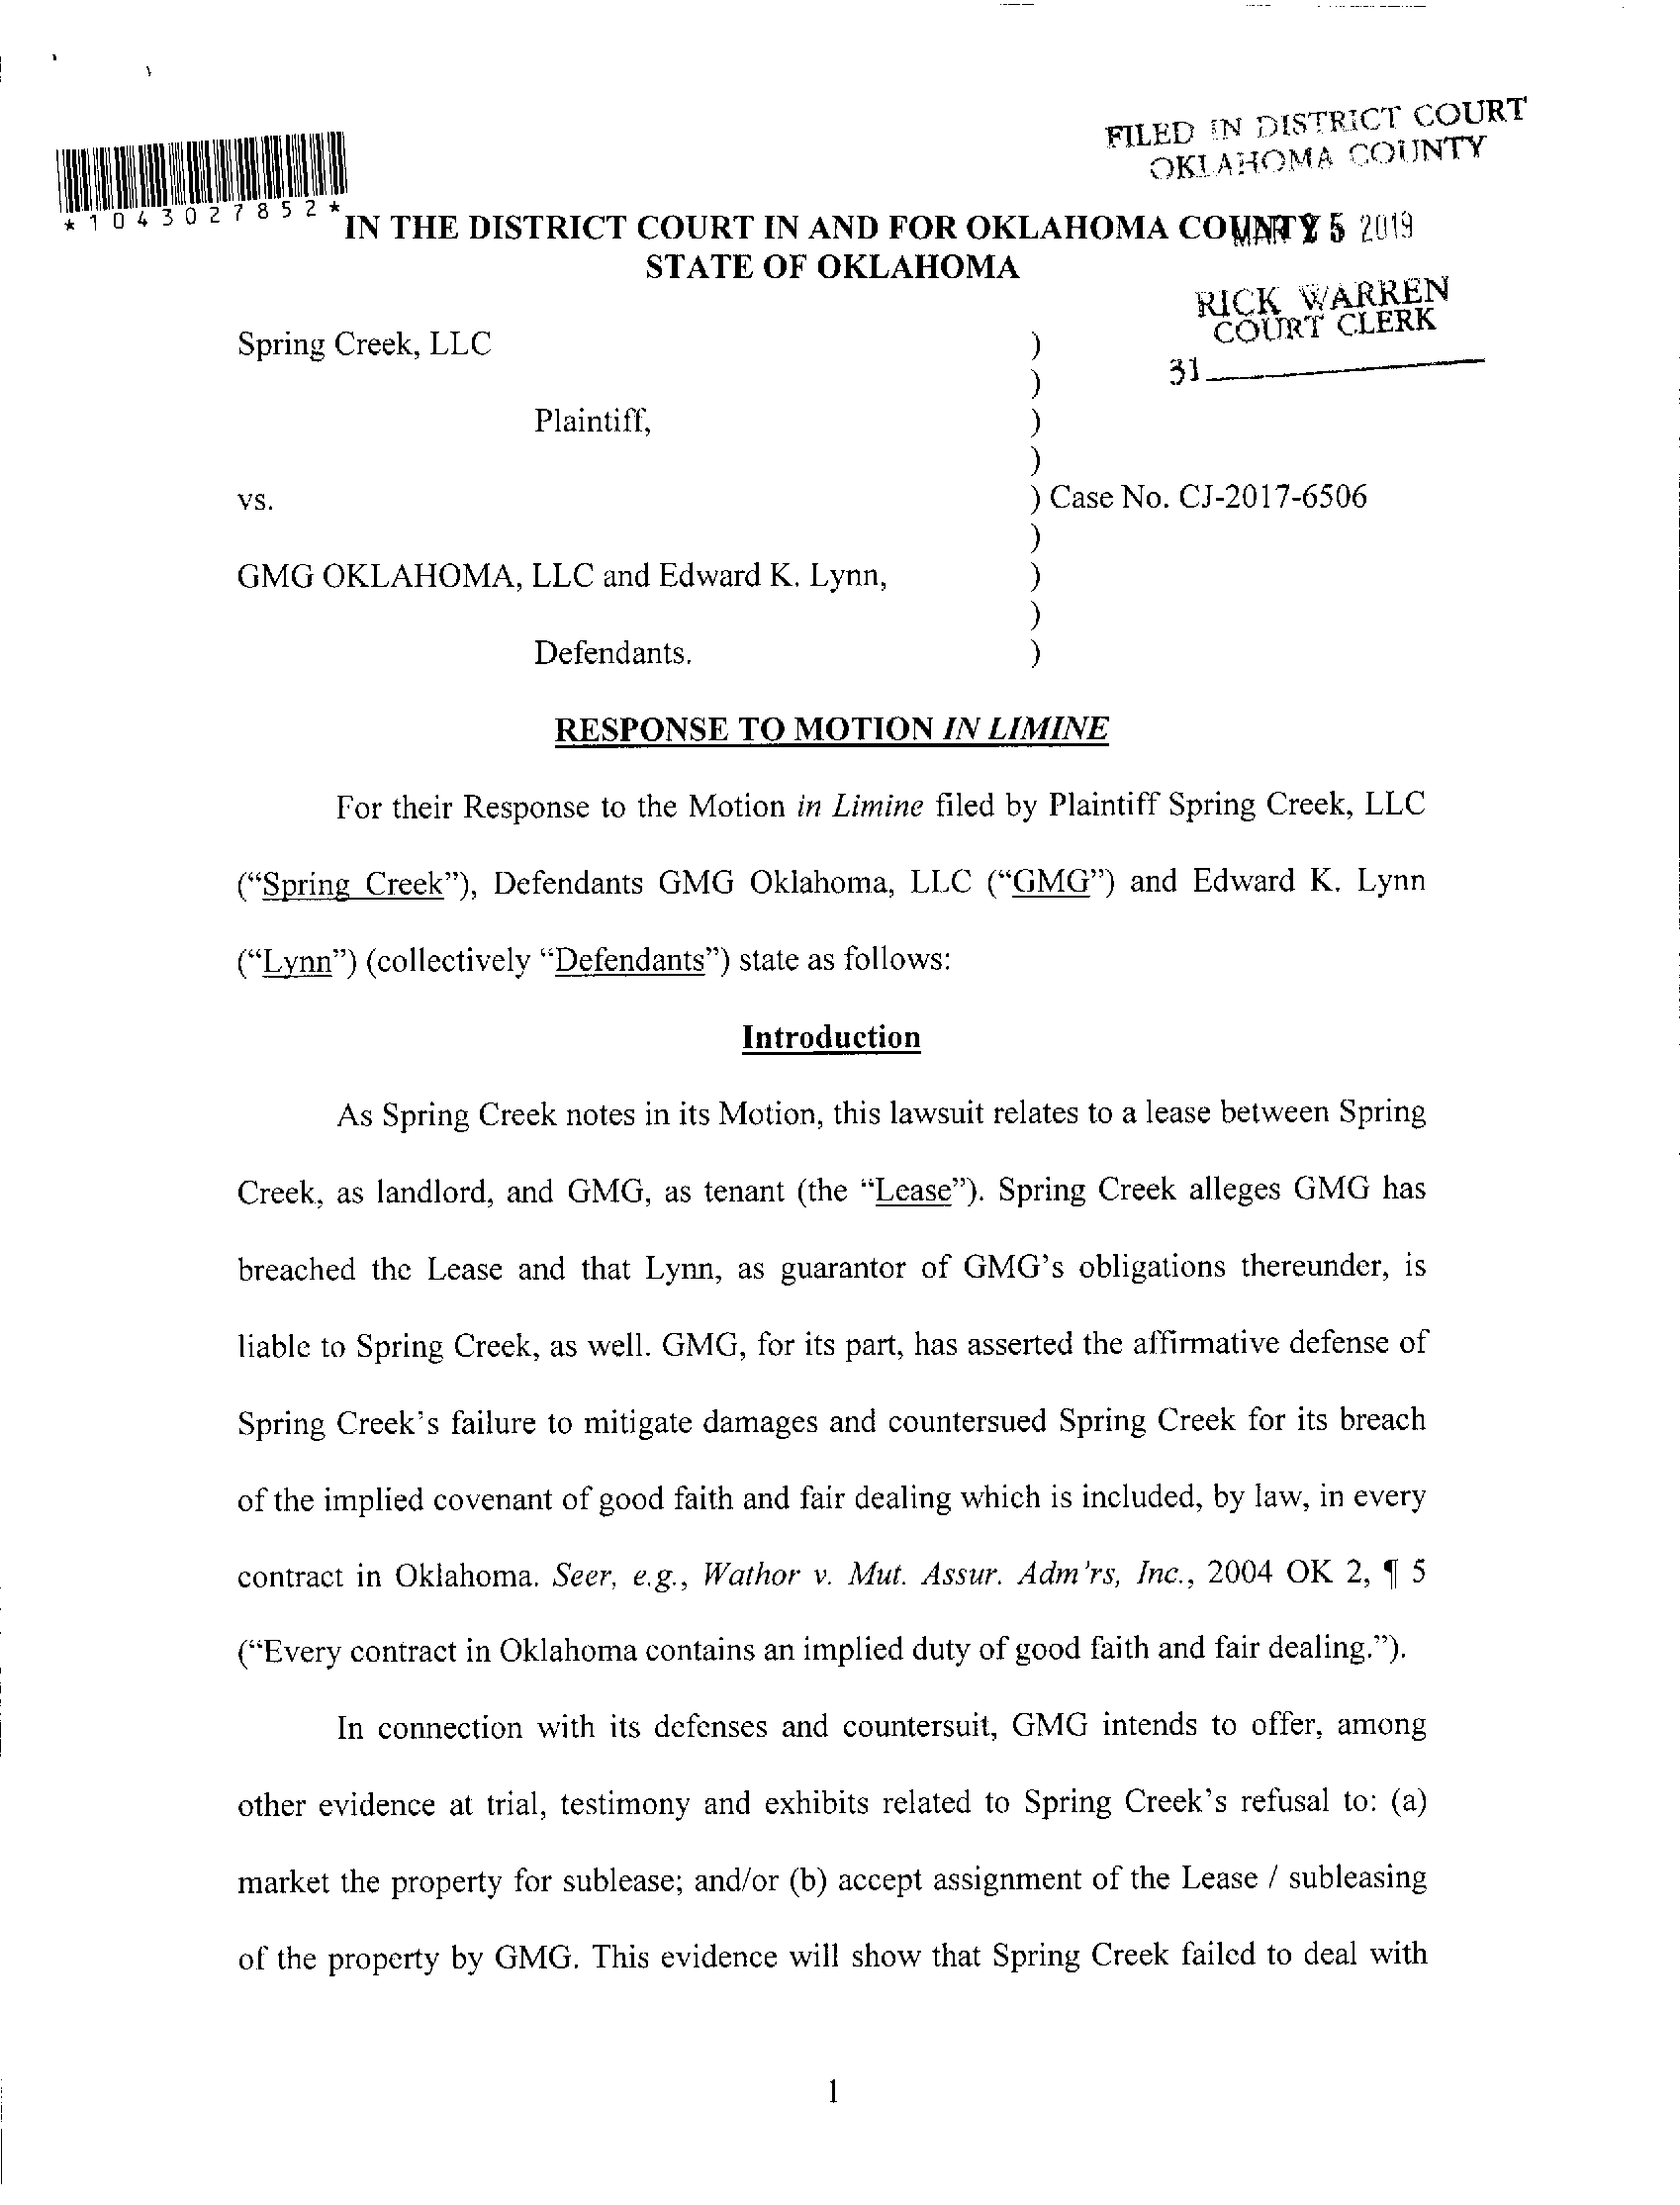 FILED IN DISTRICT COURT
OKLAHOMA COUNTY
*1043027852*
IN THE DISTRICT COURT IN AND FOR OKLAHOMA COUNTY
5 2019
STATE OF OKLAHOMA
RICK WARREN
COURT CLERK
31
Spring Creek, LLC )
)
Plaintiff, )
)
vs. ) Case No. CJ-2017-6506
)
GMG OKLAHOMA, LLC and Edward K. Lynn, )
)
Defendants. )
RESPONSE TO MOTION IN LIMINE
For their Response to the Motion in Limine filed by Plaintiff Spring Creek, LLC
(“Spring Creek”), Defendants GMG Oklahoma, LLC (“GMG”) and Edward K. Lynn
(“Lynn”) (collectively “Defendants”) state as follows:
Introduction
As Spring Creek notes in its Motion, this lawsuit relates to a lease between Spring
Creek, as landlord, and GMG, as tenant (the “Lease”). Spring Creek alleges GMG has
breached the Lease and that Lynn, as guarantor of GMG’s obligations thereunder, is
liable to Spring Creek, as well. GMG, for its part, has asserted the affirmative defense of
Spring Creek’s failure to mitigate damages and countersued Spring Creek for its breach
of the implied covenant of good faith and fair dealing which is included, by law, in every
contract in Oklahoma. Seer, e.g., Wathor v. Mut. Assur. Adm’rs, Inc., 2004 OK 2, ¶ 5
(“Every contract in Oklahoma contains an implied duty of good faith and fair dealing.”).
In connection with its defenses and countersuit, GMG intends to offer, among
other evidence at trial, testimony and exhibits related to Spring Creek’s refusal to: (a)
market the property for sublease; and/or (b) accept assignment of the Lease / subleasing
of the property by GMG. This evidence will show that Spring Creek failed to deal with
1